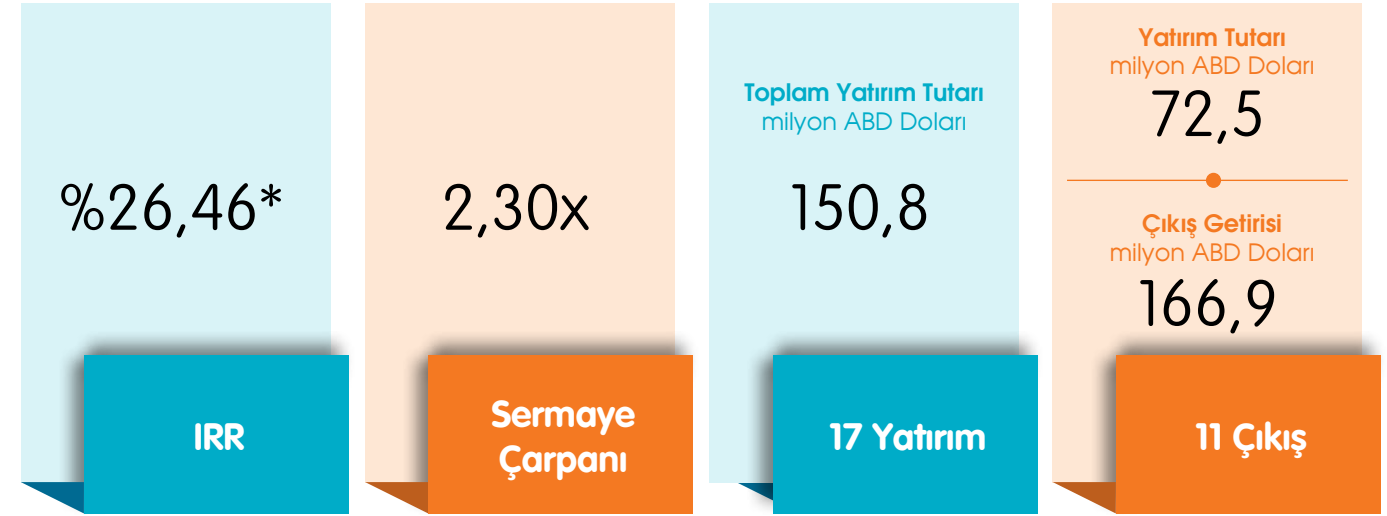 %26,46*
IRR
2,30x
Sermaye
Çarpanı
Toplam Yatırım Tutarı
milyon ABD Doları
150,8
17 Yatırım
Yatırım Tutarı
milyon ABD Doları
72,5
Çıkış Getirisi
milyon ABD Doları
166,9
11 Çıkış